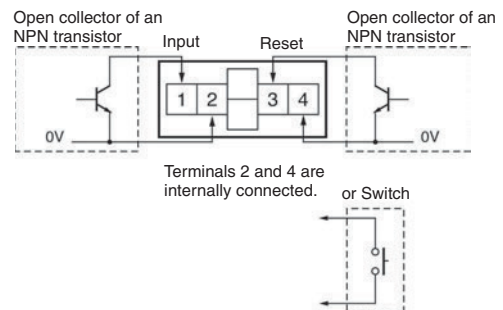 Open collector of an
NPN transistor
Open collector of an
NPN transistor
Input
Reset
1 2 3 4
0V
0V
Terminals 2 and 4 are
internally connected.
or Switch